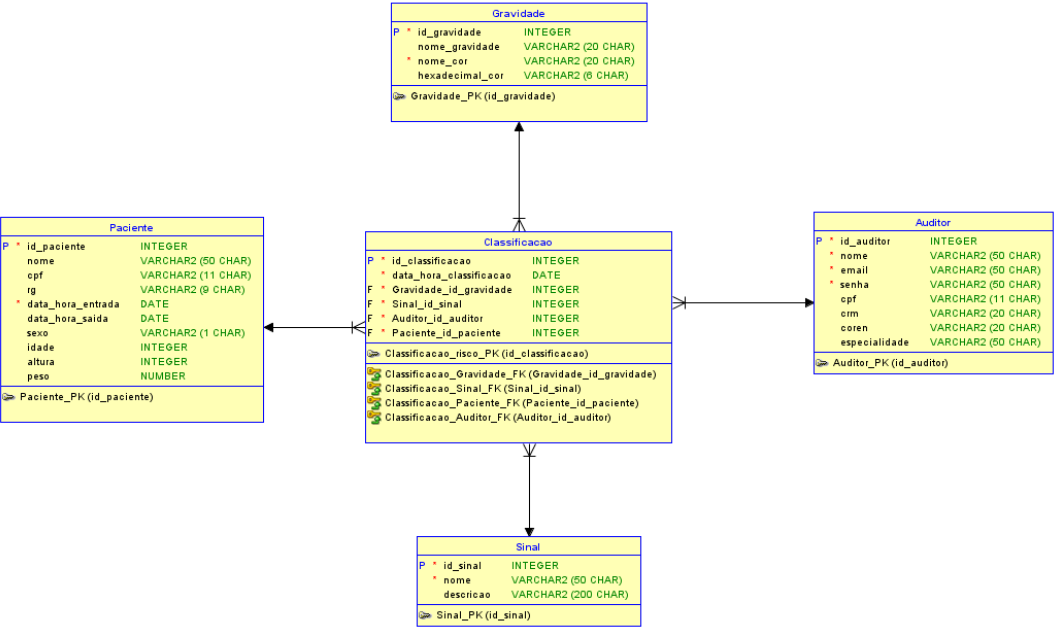 Gravidade
P * id_gravidade INTEGER
nome_gravidade VARCHAR2 (20 CHAR)
* nome_cor VARCHAR2 (20 CHAR)
hexadecimal_cor VARCHAR2 (6 CHAR)
Gravidade_PK (id_gravidade)
Paciente
P * id_paciente INTEGER
nome VARCHAR2 (50 CHAR)
cpf VARCHAR2 (11 CHAR)
rg VARCHAR2 (9 CHAR)
* data_hora_entrada DATE
data_hora_saida DATE
sexo VARCHAR2 (1 CHAR)
idade INTEGER
altura INTEGER
peso NUMBER
Paciente_PK (id_paciente)
Classificacao
P * id_classificacao INTEGER
* data_hora_classificacao DATE
F * Gravidade_id_gravidade INTEGER
F * Sinal_id_sinal INTEGER
F * Auditor_id_auditor INTEGER
F * Paciente_id_paciente INTEGER
Classificacao_risco_PK (id_classificacao)
Classificacao_Gravidade_FK (Gravidade_id_gravidade)
Classificacao_Sinal_FK (Sinal_id_sinal)
Classificacao_Paciente_FK (Paciente_id_paciente)
Classificacao_Auditor_FK (Auditor_id_auditor)
Auditor
P * id_auditor INTEGER
* nome VARCHAR2 (50 CHAR)
* email VARCHAR2 (50 CHAR)
* senha VARCHAR2 (50 CHAR)
cpf VARCHAR2 (11 CHAR)
crm VARCHAR2 (20 CHAR)
coren VARCHAR2 (20 CHAR)
especialidade VARCHAR2 (50 CHAR)
Auditor_PK (id_auditor)
Sinal
P * id_sinal INTEGER
* nome VARCHAR2 (50 CHAR)
descricao VARCHAR2 (200 CHAR)
Sinal_PK (id_sinal)